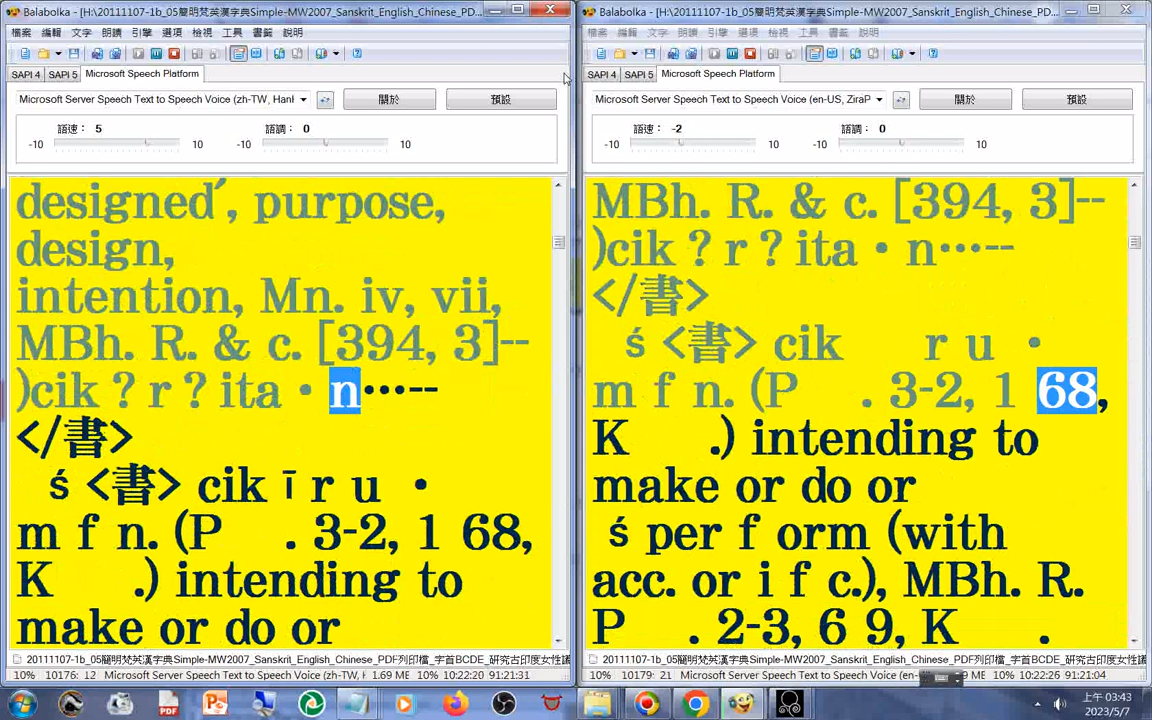 Balabolka - [H:\20111107-1b_05簡明梵英漢字典Simple-MW2007_Sanskrit_English_Chinese_PD...
檔案 編輯 文字 朗讀 引擎 選項 檢視 工具 書籤 說明
SAPI 4 SAPI 5 Microsoft Speech Platform
Microsoft Server Speech Text to Speech Voice (zh-TW, HanH 關於 預設
語速： 5 語調： 0
-10 10 -10 10
designed', purpose,
design,
intention, Mn. iv, vii,
MBh. R. & c. [394, 3]--
)cik ? r ? ita • n…--
</書>
ś <書> cik ī r u •
m f n. (P . 3-2, 1 68,
K .) intending to
make or do or
20111107-1b_05簡明梵英漢字典Simple-MW2007_Sanskrit_English_Chinese_PDF列印檔_字首BCDE_研究古印度女性議
10% 10176: 12 Microsoft Server Speech Text to Speech Voice (zh-TW, H 1.69 MB 10% 10:22:20 91:21:31
Balabolka - [H:\20111107-1b_05簡明梵英漢字典Simple-MW2007_Sanskrit_English_Chinese_PD...
檔案 編輯 文字 朗讀 引擎 選項 檢視 工具 書籤 說明
SAPI 4 SAPI 5 Microsoft Speech Platform
Microsoft Server Speech Text to Speech Voice (en-US, ZiraP 關於 預設
語速： -2 語調： 0
-10 10 -10 10
MBh. R. & c. [394, 3]--
)cik ? r ? ita • n…--
</書>
ś <書> cik r u •
m f n. (P . 3-2, 1 68,
K .) intending to
make or do or
ś per f orm (with
acc. or i f c.), MBh. R.
P . 2-3, 6 9, K .
20111107-1b_05簡明梵英漢字典Simple-MW2007_Sanskrit_English_Chinese_PDF列印檔_字首BCDE_研究古印度女性議
10% 10179: 21 Microsoft Server Speech Text to Speech Voice (en-US, 9 MB 10% 10:22:26 91:21:04
PDF
上午 03:43
2023/5/7